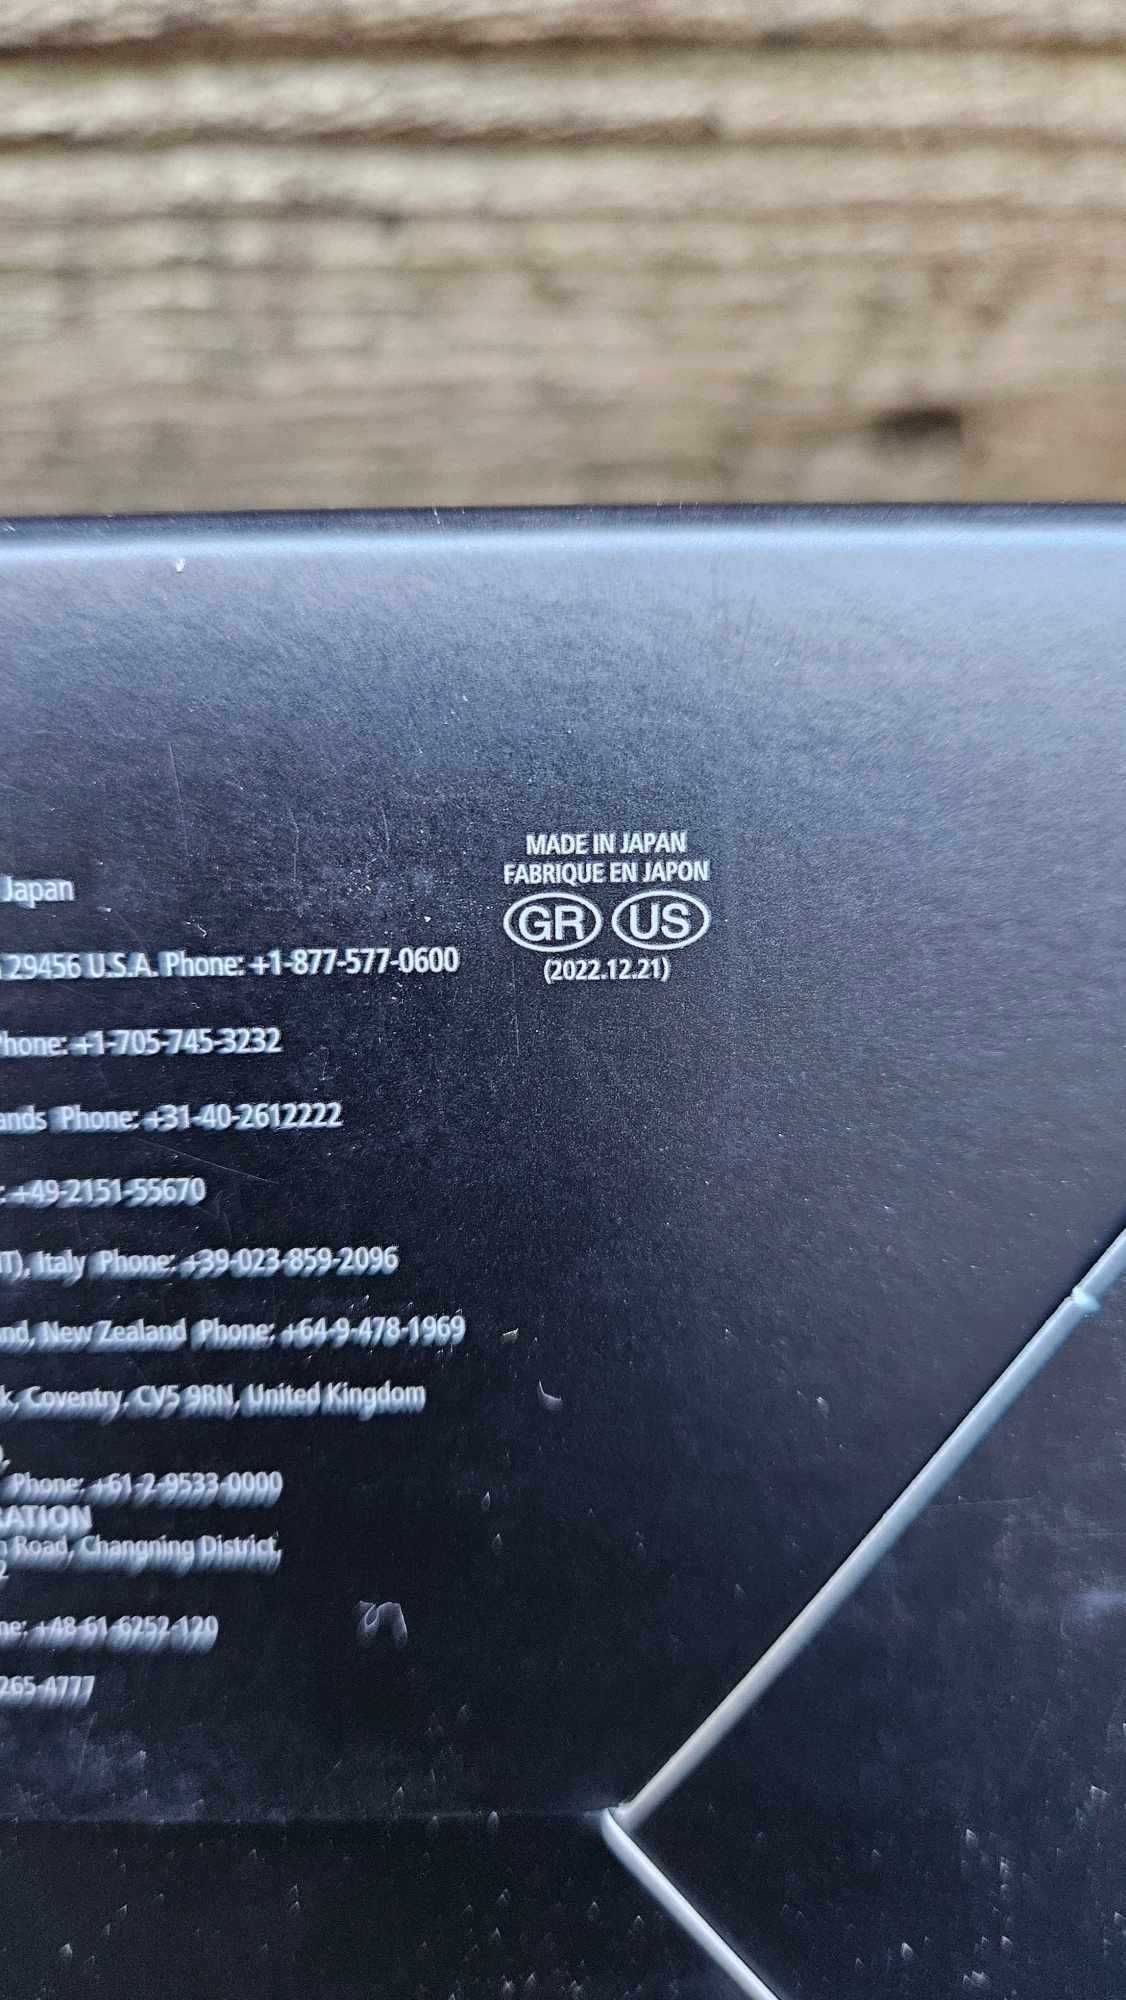 MADE IN JAPAN
FABRIQUE EN JAPON
GR US
(2022.12.21)
Japan
29456 U.S.A. Phone: +1-877-577-0600
Phone: +1-705-745-3232
ands Phone: +31-40-2612222
: +49-2151-55670
IT), Italy Phone: +39-023-859-2096
nd, New Zealand Phone: +64-9-478-1969
k, Coventry, CV5 9RN, United Kingdom
Phone: +61-2-9533-0000
RATION
Road, Changning District,
ne: +48-61-6252-120
265-4777